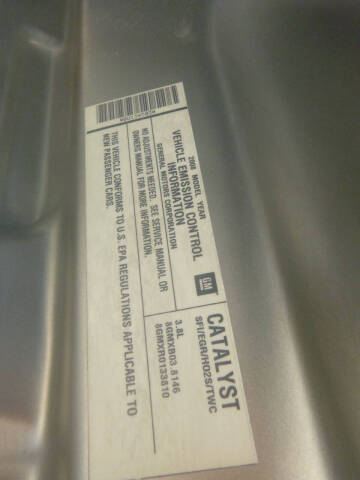 2008 MODEL YEAR
VEHICLE EMISSION CONTROL
INFORMATION
GENERAL MOTORS CORPORATION
NO ADJUSTMENTS NEEDED. SEE SERVICE MANUAL OR
OWNERS MANUAL FOR MORE INFORMATION.
THIS VEHICLE CONFORMS TO U.S. EPA REGULATIONS APPLICABLE TO
NEW PASSENGER CARS.
GM
CATALYST
SFI/EGR/HO2S/TWC
3.8L
8GMXB03.8146
8GMXR0133810